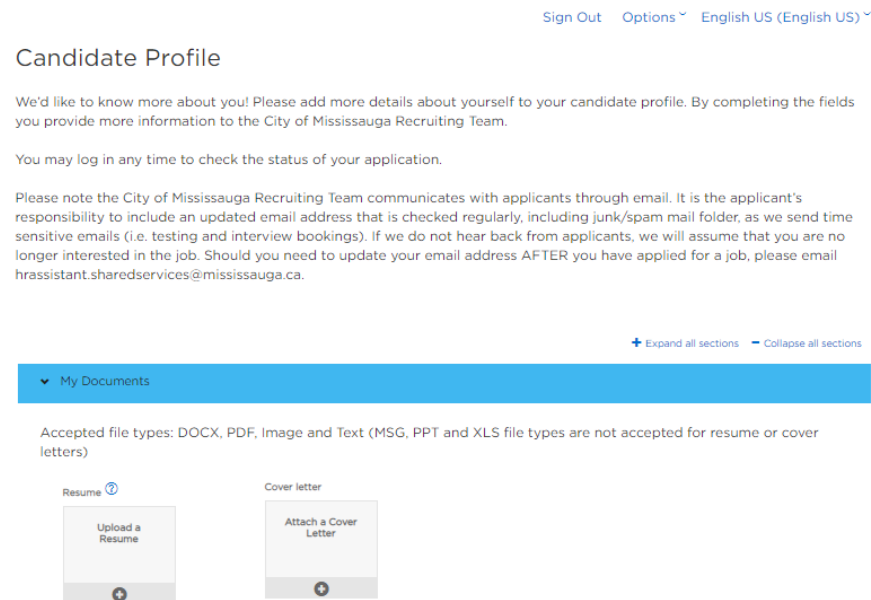 Sign Out Options English US (English US)
Candidate Profile
We'd like to know more about you! Please add more details about yourself to your candidate profile. By completing the fields
you provide more information to the City of Mississauga Recruiting Team.
You may log in any time to check the status of your application.
Please note the City of Mississauga Recruiting Team communicates with applicants through email. It is the applicant's
responsibility to include an updated email address that is checked regularly, including junk/spam mail folder, as we send time
sensitive emails (i.e. testing and interview bookings). If we do not hear back from applicants, we will assume that you are no
longer interested in the job. Should you need to update your email address AFTER you have applied for a job, please email
hrassistant.sharedservices@mississauga.ca.
+ Expand all sections − Collapse all sections
My Documents
Accepted file types: DOCX, PDF, Image and Text (MSG, PPT and XLS file types are not accepted for resume or cover
letters)
Resume ?
Cover letter
Upload a
Resume
Attach a Cover
Letter